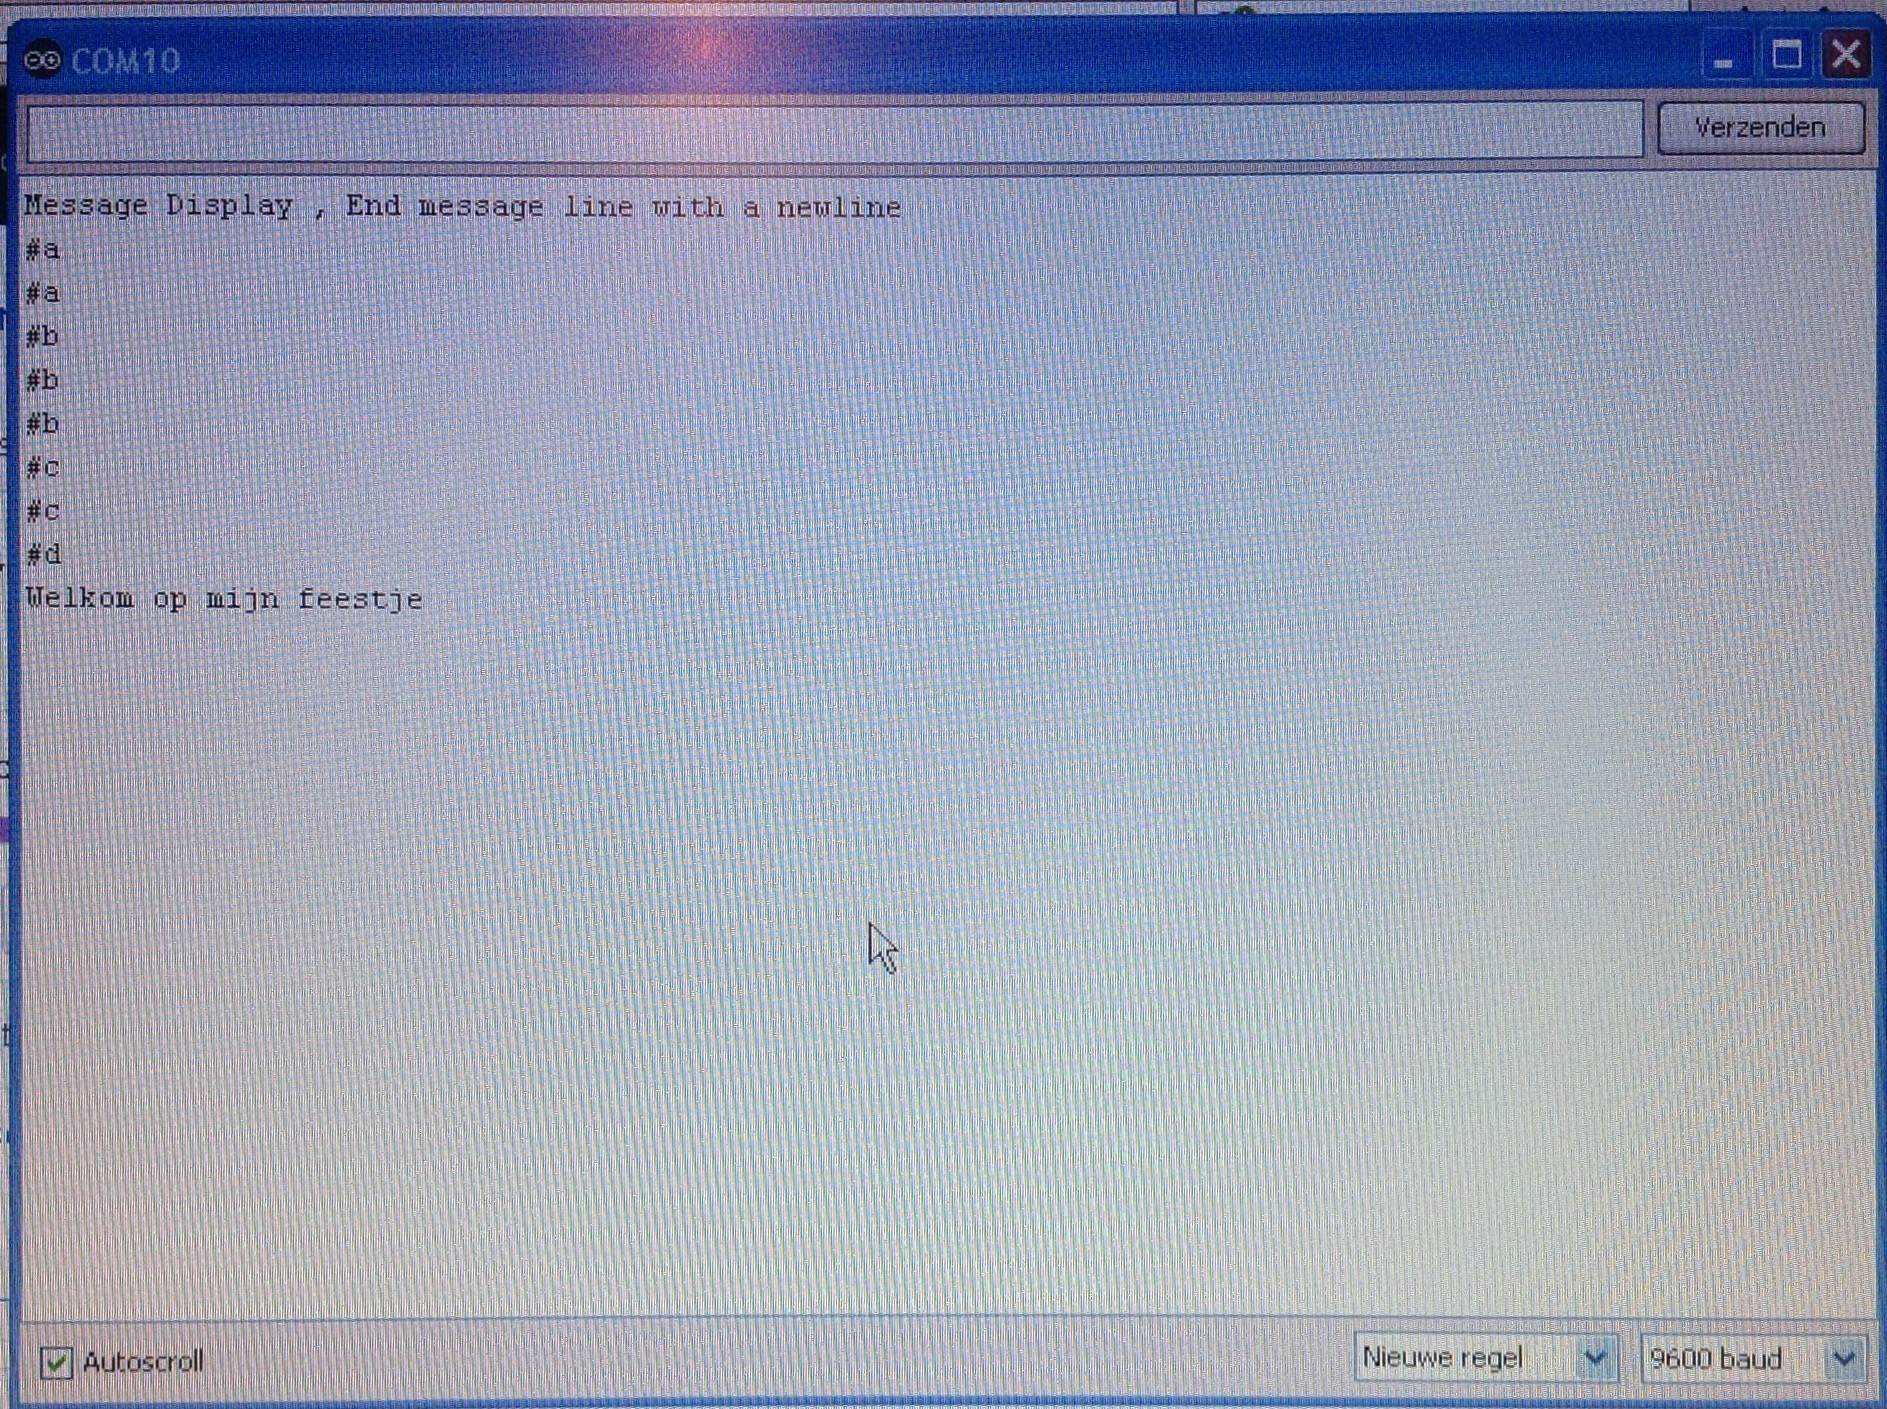 COM10
Verzenden
Message Display , End message line with a newline
#a
#a
#b
#b
#b
#c
#c
#d
Welkom op mijn feestje
Autoscroll
Nieuwe regel
9600 baud